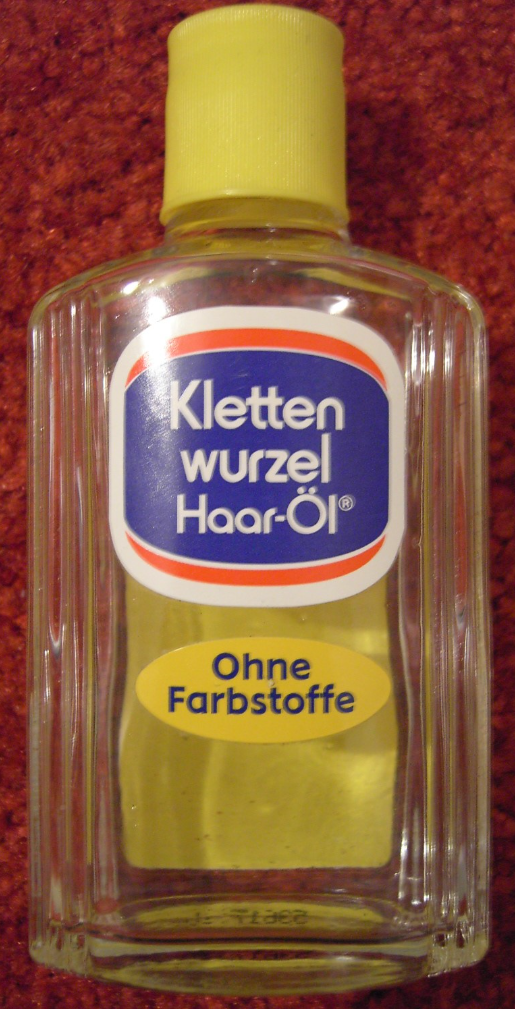 Kletten
wurzel
Haar-Öl®
Ohne
Farbstoffe